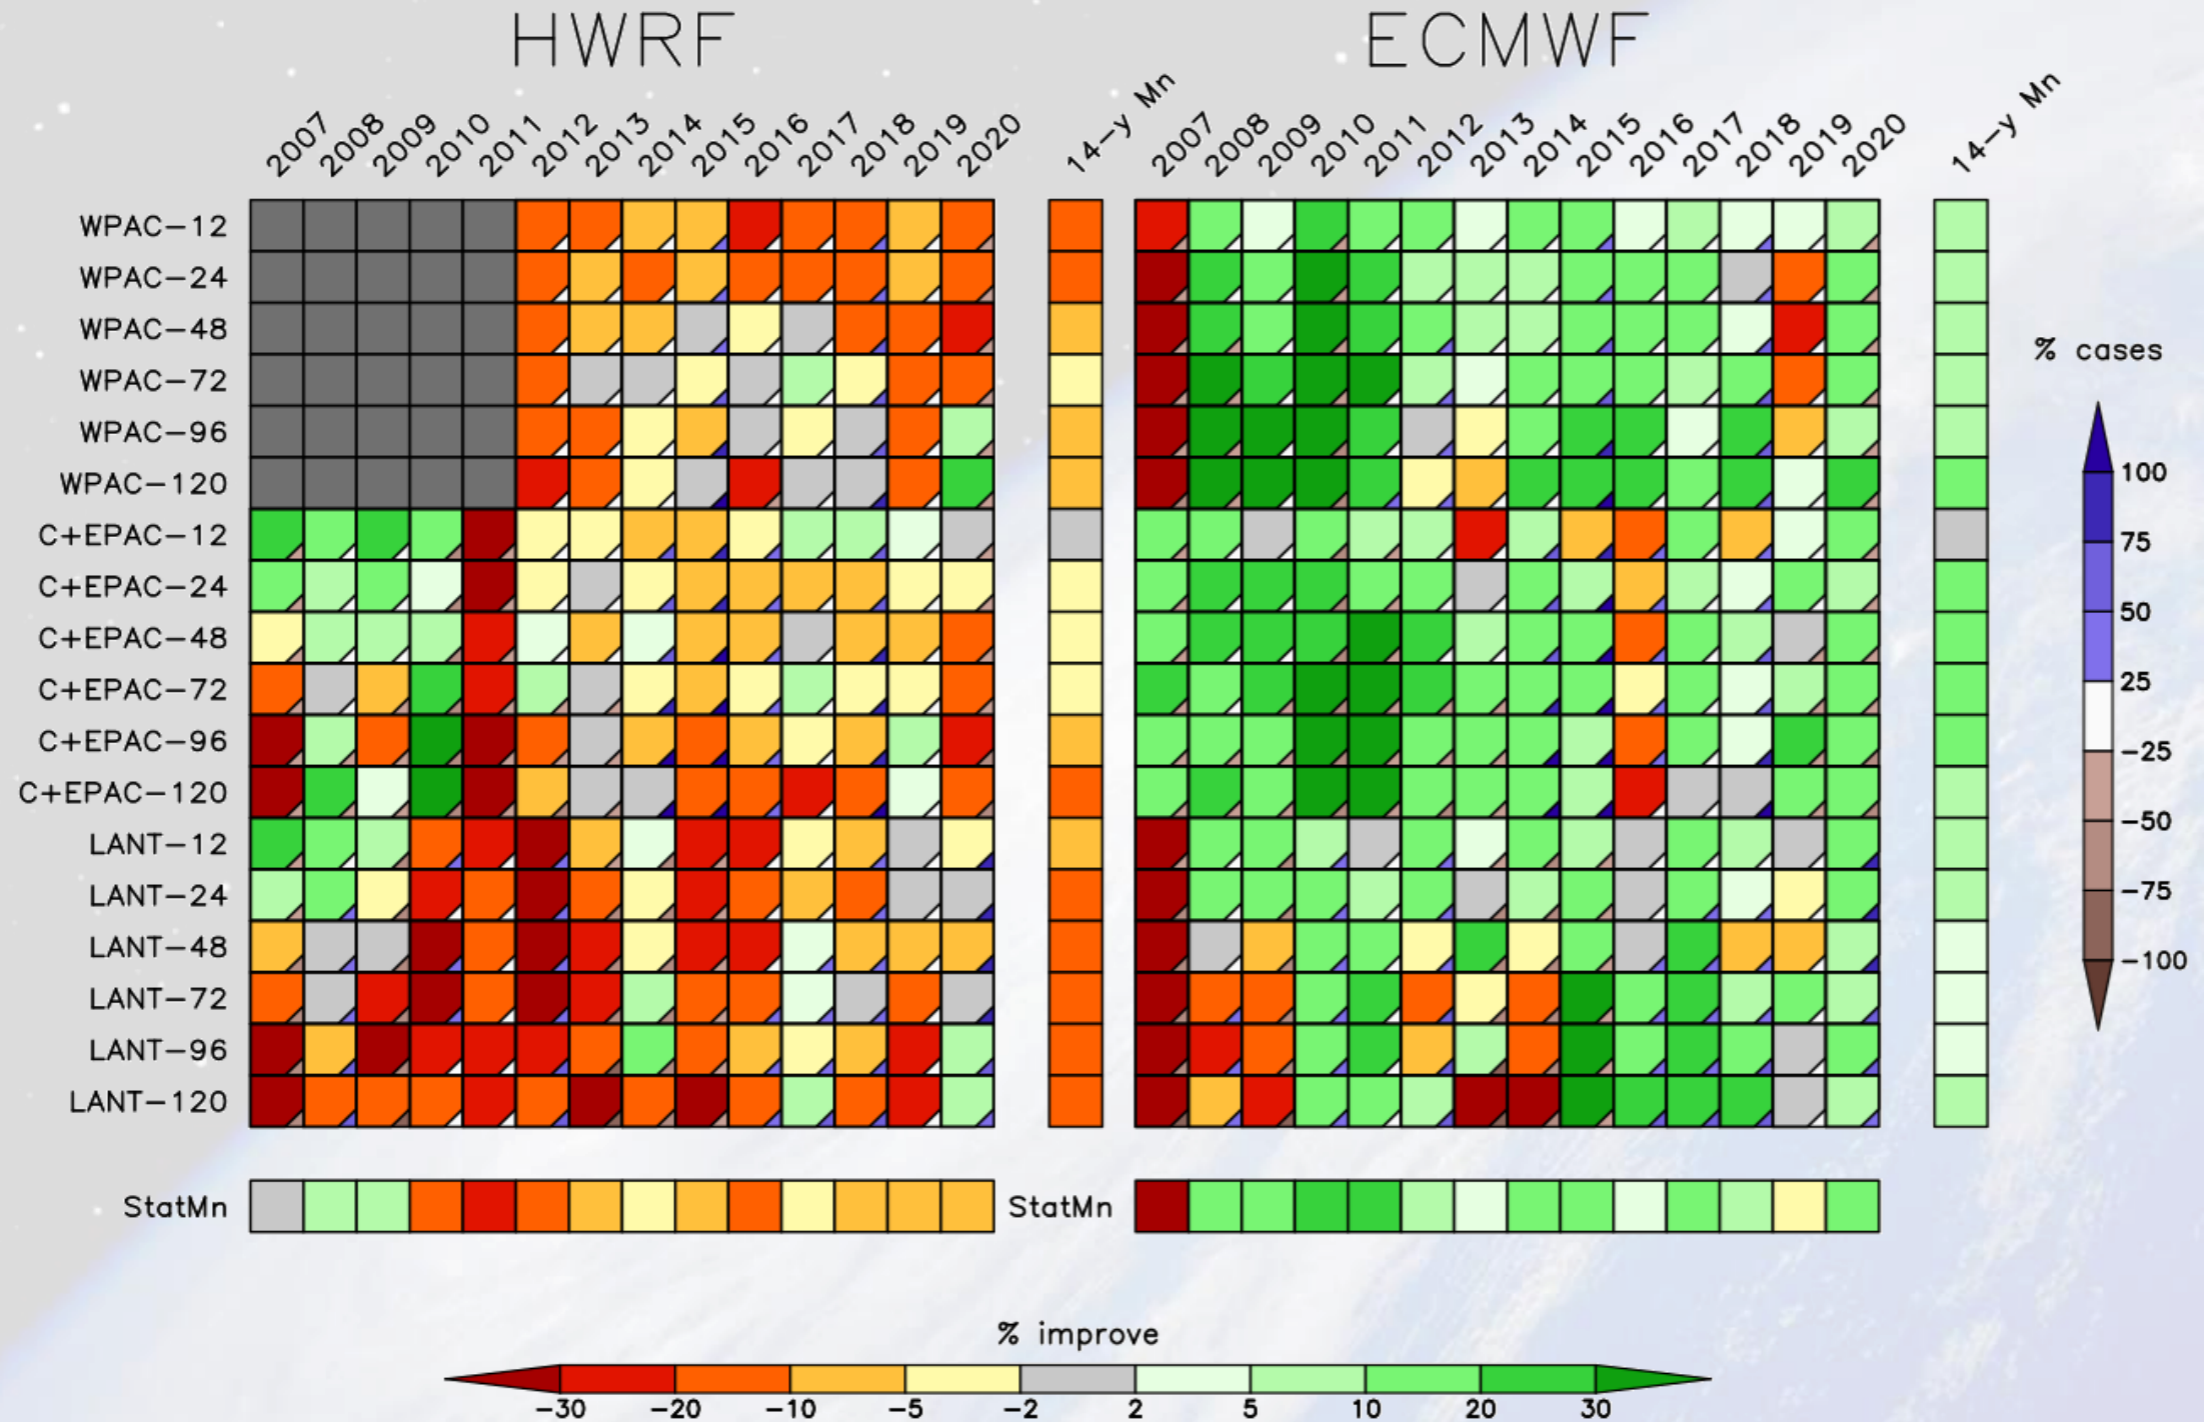 HWRF ECMWF
2007 2008 2009 2010 2011 2012 2013 2014 2015 2016 2017 2018 2019 2020 14-y Mn 2007 2008 2009 2010 2011 2012 2013 2014 2015 2016 2017 2018 2019 2020 14-y Mn
WPAC-12
WPAC-24
WPAC-48
WPAC-72
WPAC-96
WPAC-120
C+EPAC-12
C+EPAC-24
C+EPAC-48
C+EPAC-72
C+EPAC-96
C+EPAC-120
LANT-12
LANT-24
LANT-48
LANT-72
LANT-96
LANT-120
StatMn StatMn
% cases
100
75
50
25
-25
-50
-75
-100
% improve
-30 -20 -10 -5 -2 2 5 10 20 30